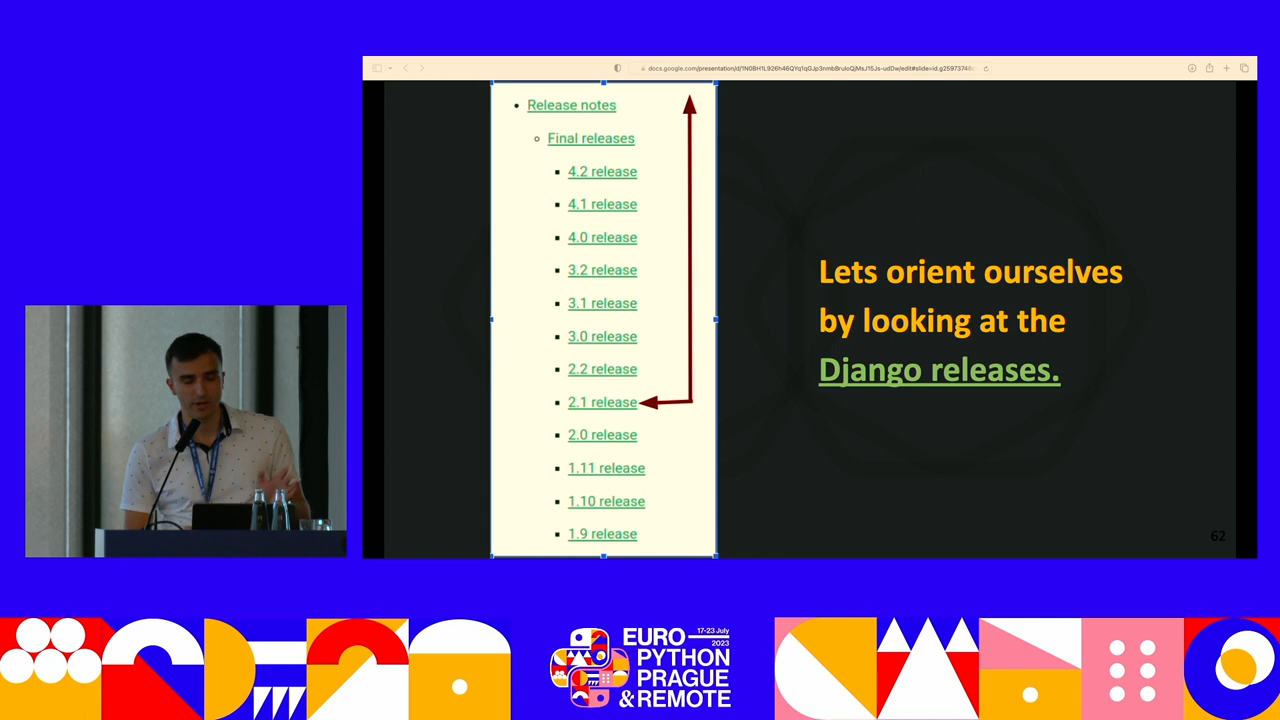 Release notes
Final releases
4.2 release
4.1 release
4.0 release
3.2 release
3.1 release
3.0 release
2.2 release
2.1 release
2.0 release
1.11 release
1.10 release
1.9 release
Lets orient ourselves
by looking at the
Django releases.
62
EURO
17-23 July
2023
PYTHON
PRAGUE
& REMOTE